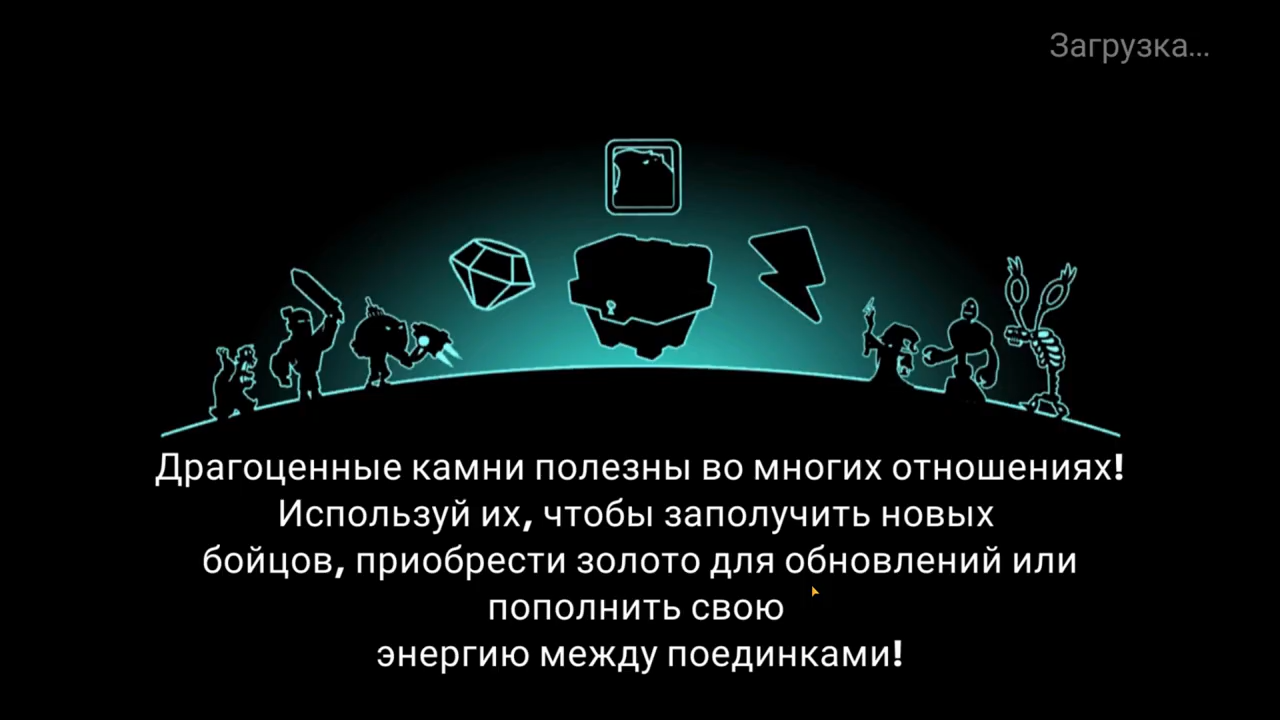 Загрузка...
Драгоценные камни полезны во многих отношениях!
Используй их, чтобы заполучить новых
бойцов, приобрести золото для обновлений или
пополнить свою
энергию между поединками!